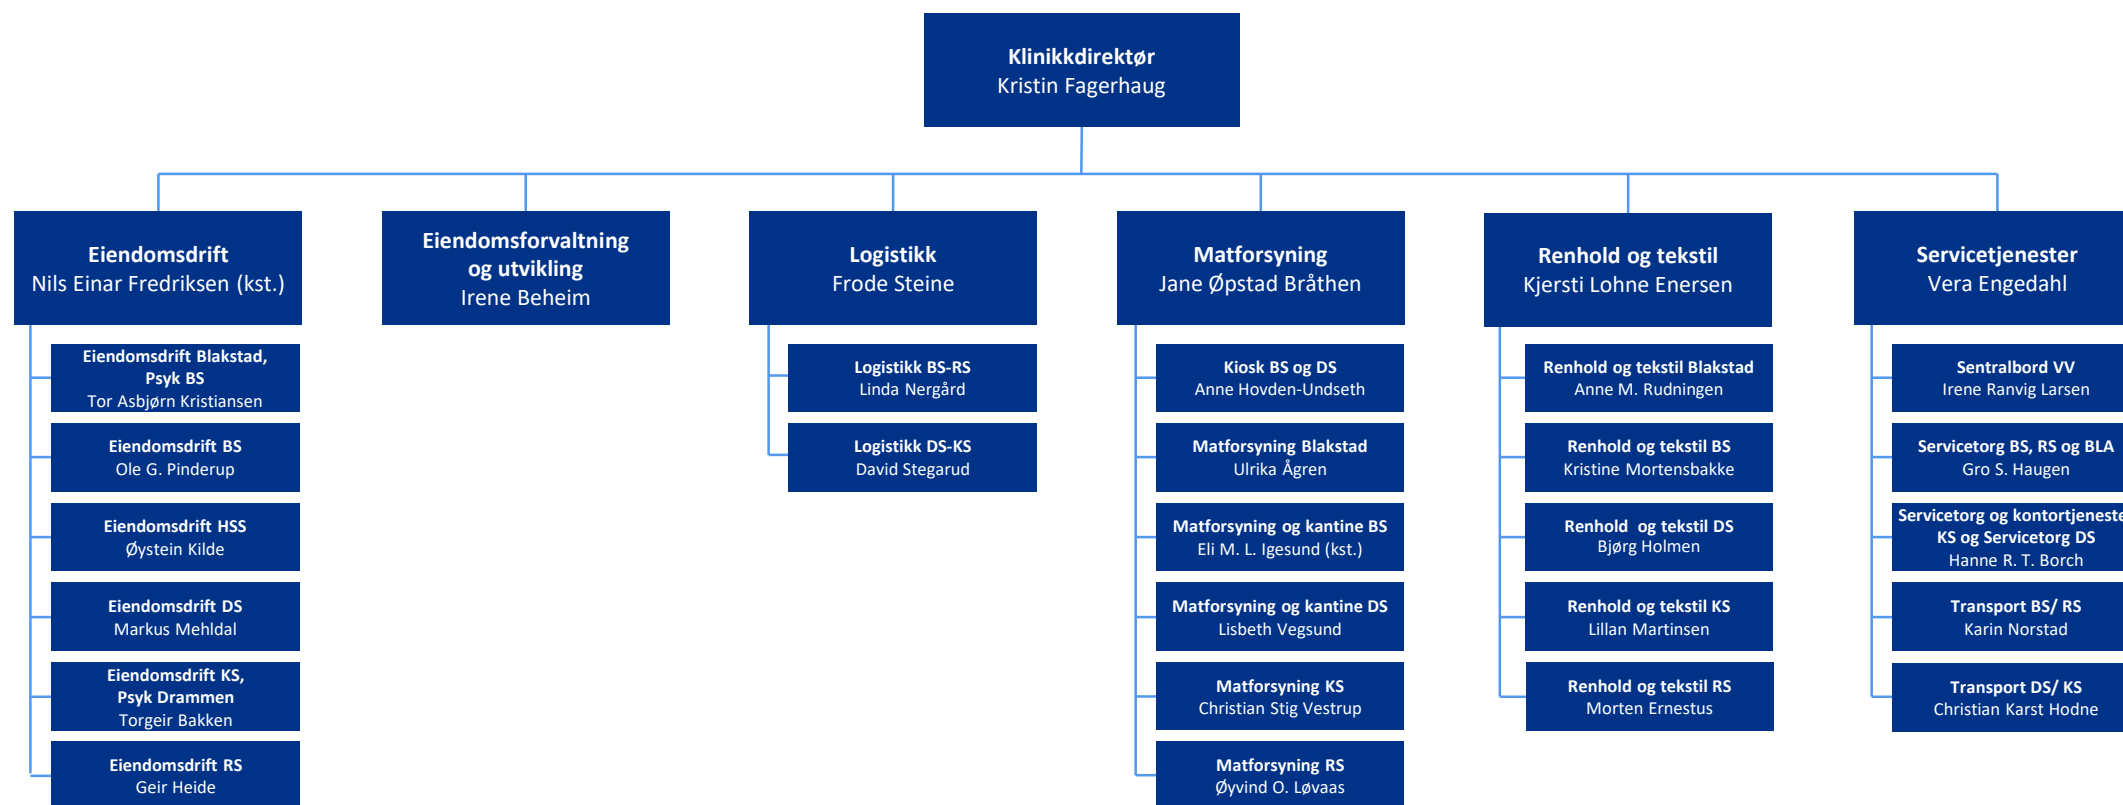 Klinikkdirektør
Kristin Fagerhaug
Eiendomsdrift
Nils Einar Fredriksen (kst.)
Eiendomsdrift Blakstad,
Psyk BS
Tor Asbjørn Kristiansen
Eiendomsdrift BS
Ole G. Pinderup
Eiendomsdrift HSS
Øystein Kilde
Eiendomsdrift DS
Markus Mehldal
Eiendomsdrift KS,
Psyk Drammen
Torgeir Bakken
Eiendomsdrift RS
Geir Heide
Eiendomsforvaltning
og utvikling
Irene Beheim
Logistikk
Frode Steine
Logistikk BS-RS
Linda Nergård
Logistikk DS-KS
David Stegarud
Matforsyning
Jane Øpstad Bråthen
Kiosk BS og DS
Anne Hovden-Undseth
Matforsyning Blakstad
Ulrika Ågren
Matforsyning og kantine BS
Eli M. L. Igesund (kst.)
Matforsyning og kantine DS
Lisbeth Vegsund
Matforsyning KS
Christian Stig Vestrup
Matforsyning RS
Øyvind O. Løvaas
Renhold og tekstil
Kjersti Lohne Enersen
Renhold og tekstil Blakstad
Anne M. Rudningen
Renhold og tekstil BS
Kristine Mortensbakke
Renhold og tekstil DS
Bjørg Holmen
Renhold og tekstil KS
Lillan Martinsen
Renhold og tekstil RS
Morten Ernestus
Servicetjenester
Vera Engedahl
Sentralbord VV
Irene Ranvig Larsen
Servicetorg BS, RS og BLA
Gro S. Haugen
Servicetorg og kontortjeneste
KS og Servicetorg DS
Hanne R. T. Borch
Transport BS/ RS
Karin Norstad
Transport DS/ KS
Christian Karst Hodne